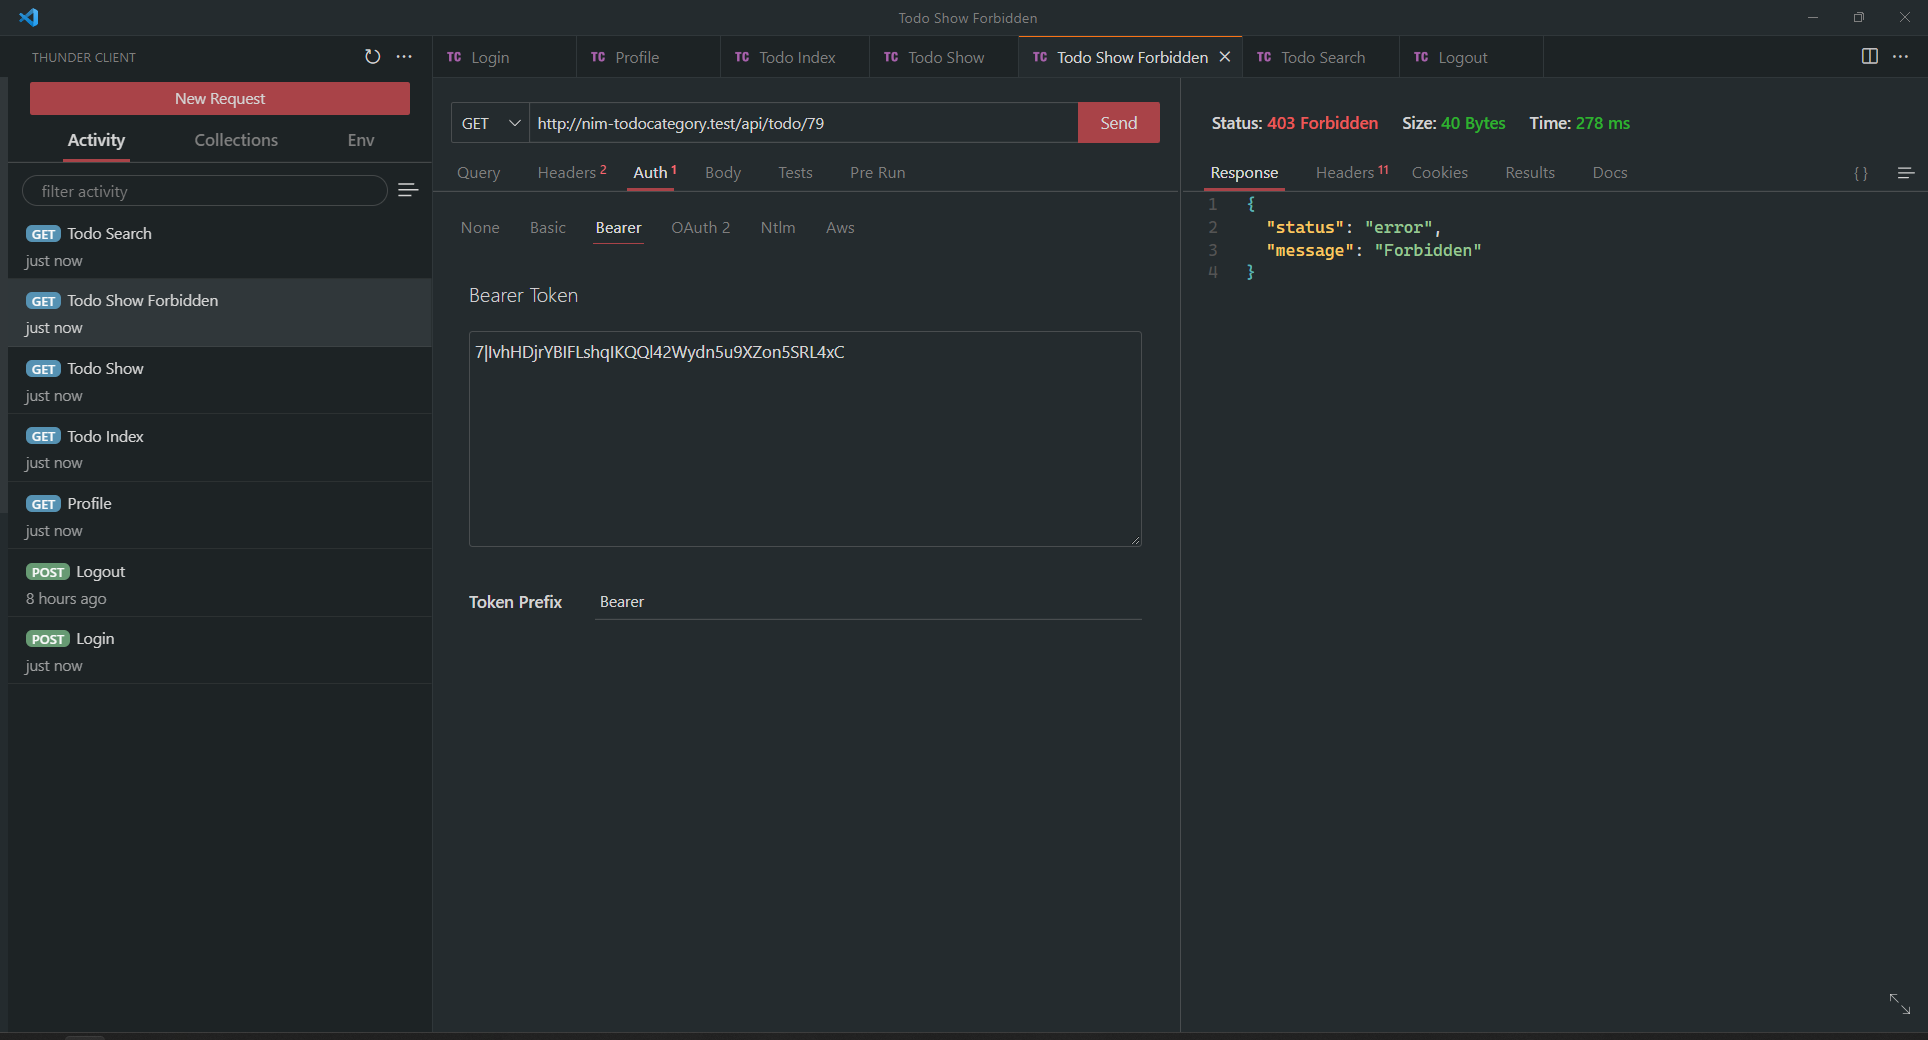 Todo Show Forbidden
THUNDER CLIENT
New Request
Activity Collections Env
filter activity
GET Todo Search
just now
GET Todo Show Forbidden
just now
GET Todo Show
just now
GET Todo Index
just now
GET Profile
just now
POST Logout
8 hours ago
POST Login
just now
TC Login TC Profile TC Todo Index TC Todo Show TC Todo Show Forbidden TC Todo Search TC Logout
GET http://nim-todocategory.test/api/todo/79 Send
Query Headers 2 Auth 1 Body Tests Pre Run
None Basic Bearer OAuth 2 Ntlm Aws
Bearer Token
7|IvhHDjrYBIFLshqIKQQl42Wydn5u9XZon5SRL4xC
Token Prefix Bearer
Status: 403 Forbidden Size: 40 Bytes Time: 278 ms
Response Headers 11 Cookies Results Docs { }
1 {
2 "status": "error",
3 "message": "Forbidden"
4 }